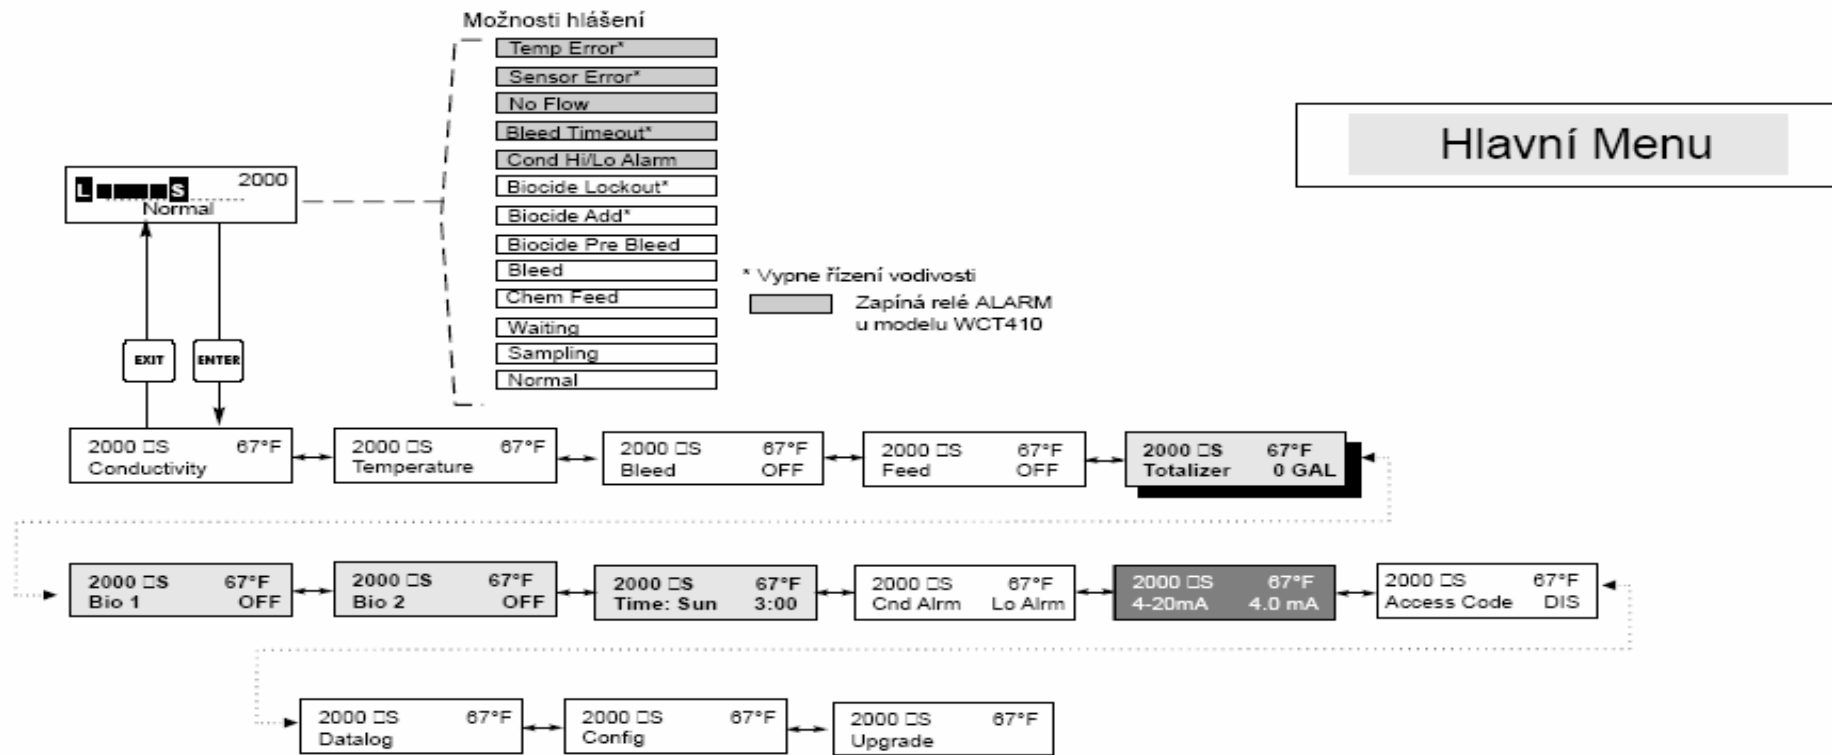 Možnosti hlášení
Temp Error*
Sensor Error*
No Flow
Bleed Timeout*
Cond Hi/Lo Alarm
Biocide Lockout*
Biocide Add*
Biocide Pre Bleed
Bleed
Chem Feed
Waiting
Sampling
Normal
Hlavní Menu
L S 2000
Normal
* Vypne řízení vodivosti
Zapíná relé ALARM
u modelu WCT410
EXIT
ENTER
2000 □S 67°F
Conductivity
2000 □S 67°F
Temperature
2000 □S 67°F
Bleed OFF
2000 □S 67°F
Feed OFF
2000 □S 67°F
Totalizer 0 GAL
2000 □S 67°F
Bio 1 OFF
2000 □S 67°F
Bio 2 OFF
2000 □S 67°F
Time: Sun 3:00
2000 □S 67°F
Cnd Alrm Lo Alrm
2000 □S 67°F
4-20mA 4.0 mA
2000 □S 67°F
Access Code DIS
2000 □S 67°F
Datalog
2000 □S 67°F
Config
2000 □S 67°F
Upgrade